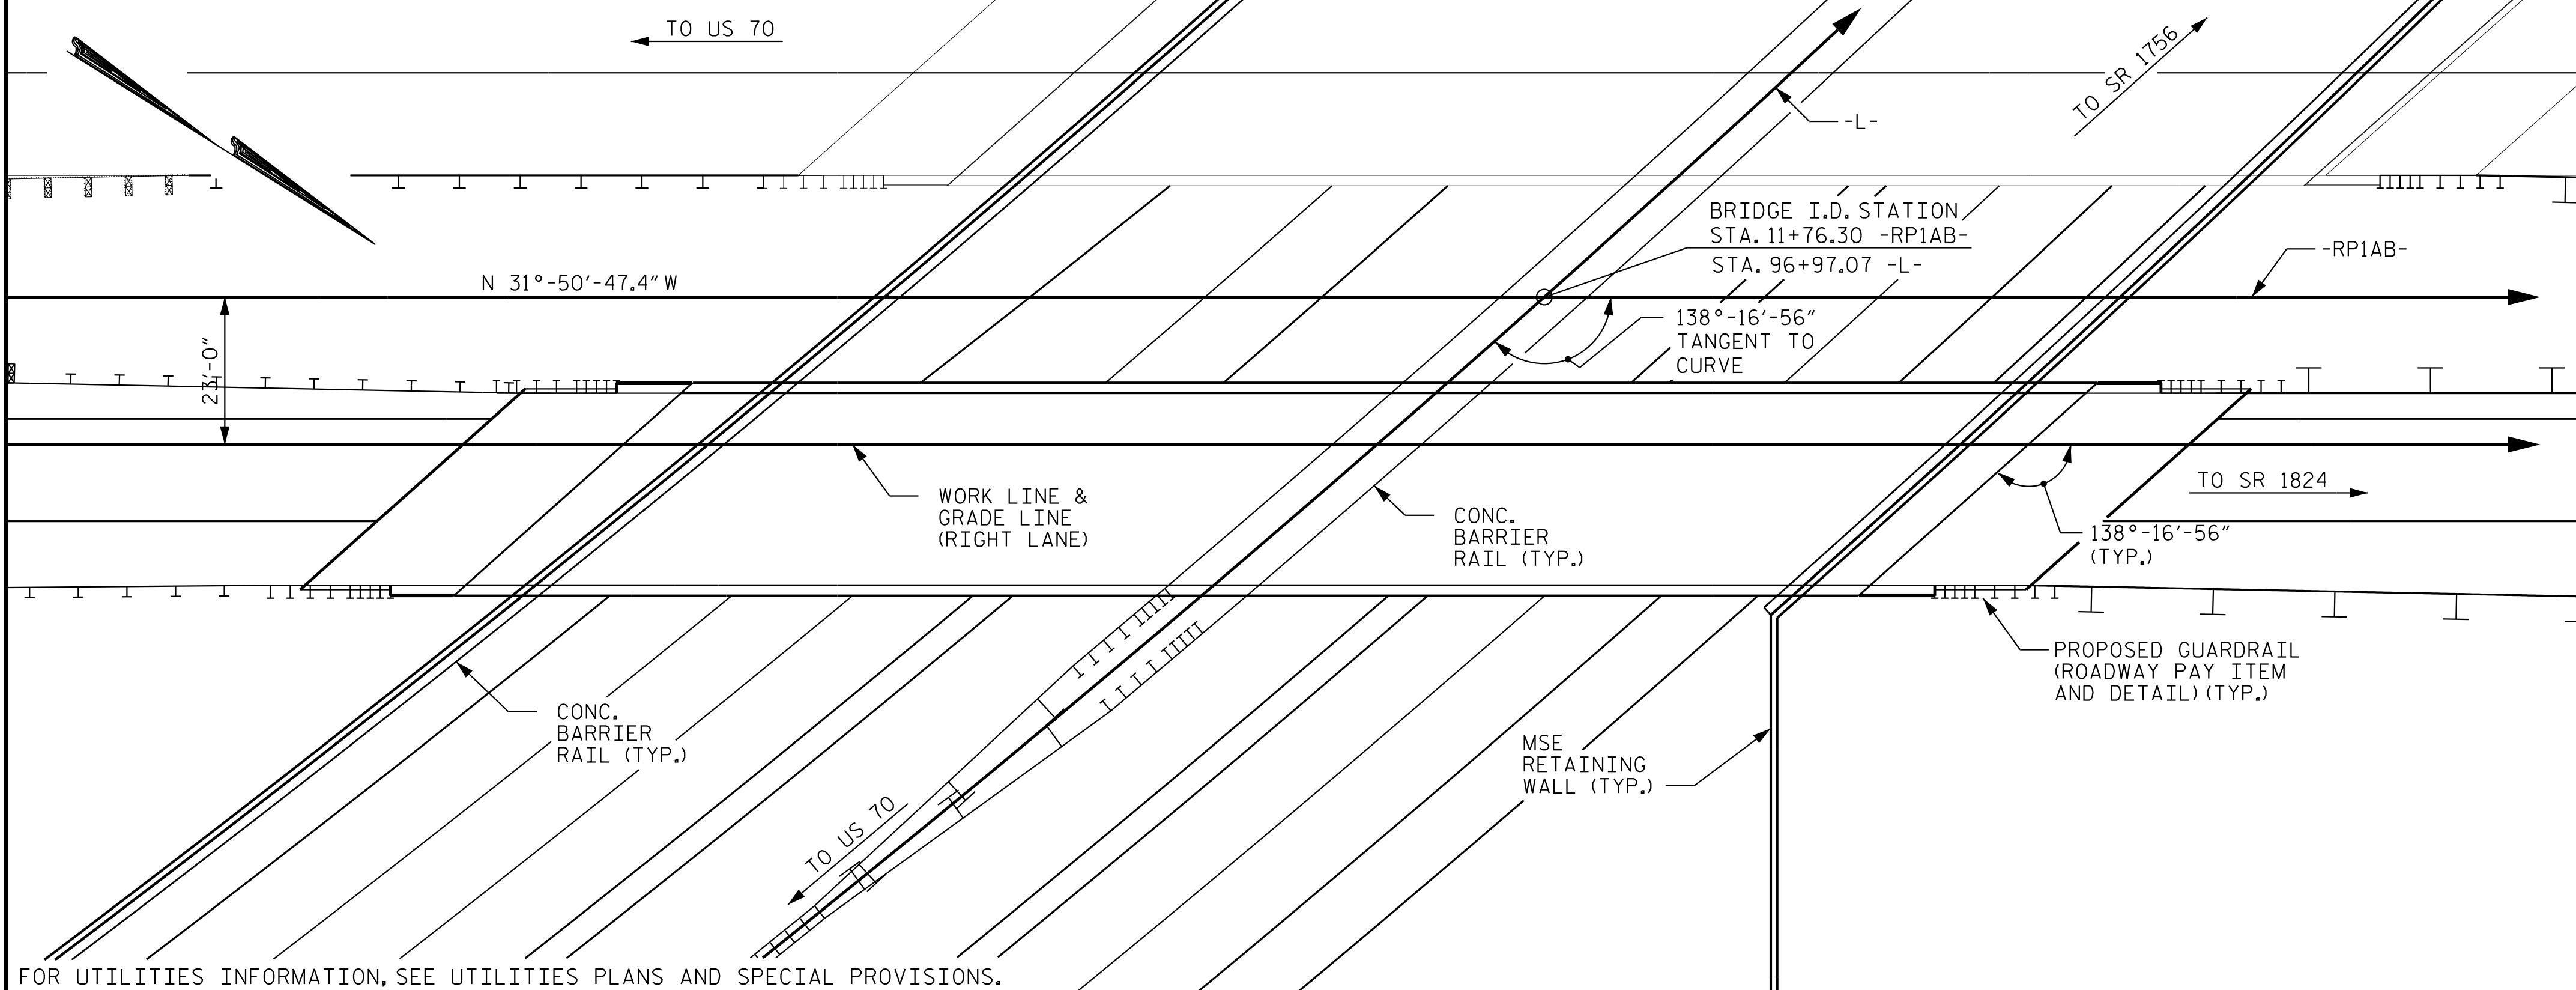 TO US 70
TO SR 1756
-L-
BRIDGE I.D. STATION
STA. 11+76.30 -RP1AB-
STA. 96+97.07 -L-
-RP1AB-
N 31°-50'-47.4" W
138°-16'-56"
TANGENT TO
CURVE
23'-0"
WORK LINE &
GRADE LINE
(RIGHT LANE)
CONC.
BARRIER
RAIL (TYP.)
TO SR 1824
138°-16'-56"
(TYP.)
PROPOSED GUARDRAIL
(ROADWAY PAY ITEM
AND DETAIL) (TYP.)
CONC.
BARRIER
RAIL (TYP.)
MSE
RETAINING
WALL (TYP.)
TO US 70
FOR UTILITIES INFORMATION, SEE UTILITIES PLANS AND SPECIAL PROVISIONS.